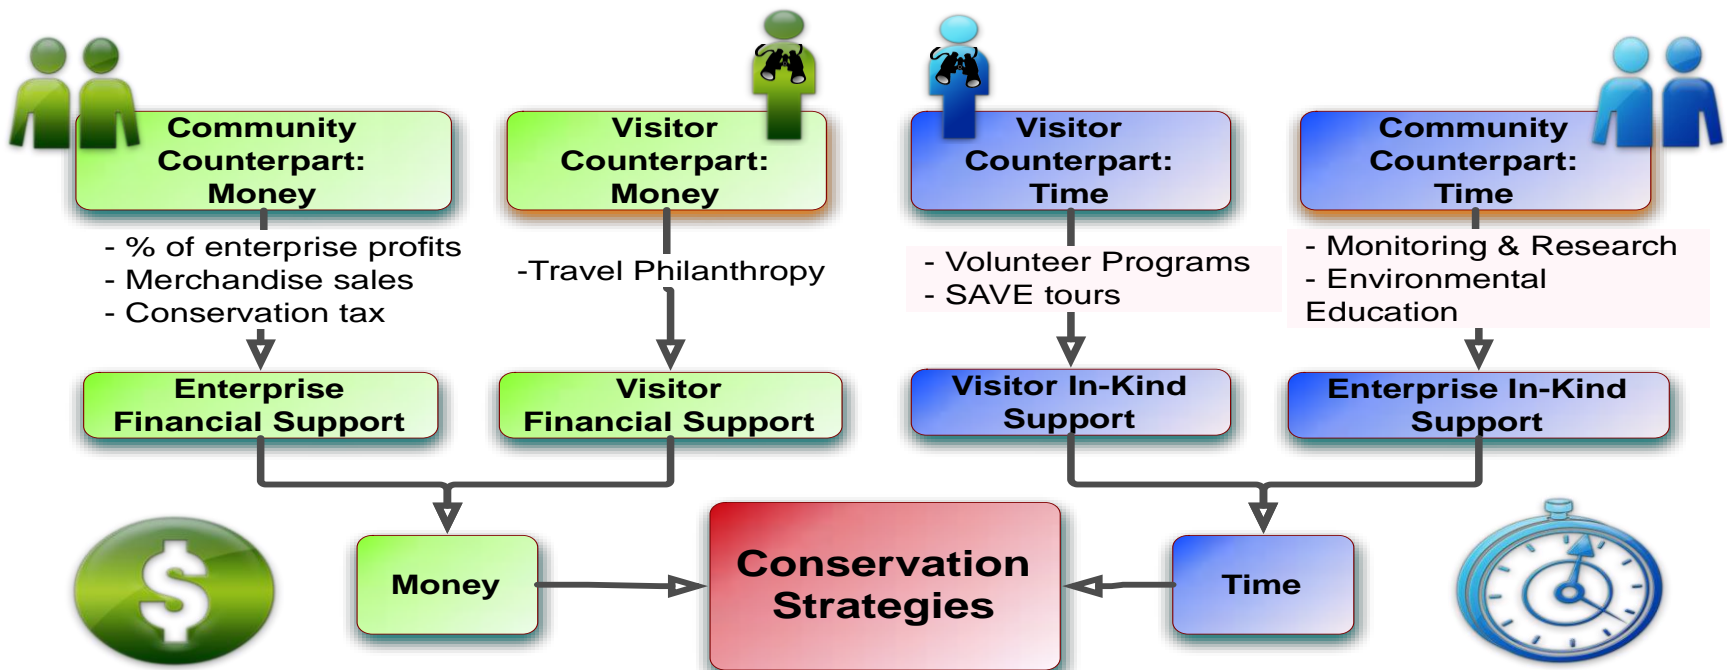 Community
Counterpart:
Money
Visitor
Counterpart:
Money
Visitor
Counterpart:
Time
Community
Counterpart:
Time
- % of enterprise profits
- Merchandise sales
- Conservation tax
-Travel Philanthropy
- Volunteer Programs
- SAVE tours
- Monitoring & Research
- Environmental
Education
Enterprise
Financial Support
Visitor
Financial Support
Visitor In-Kind
Support
Enterprise In-Kind
Support
$
Money
Conservation
Strategies
Time